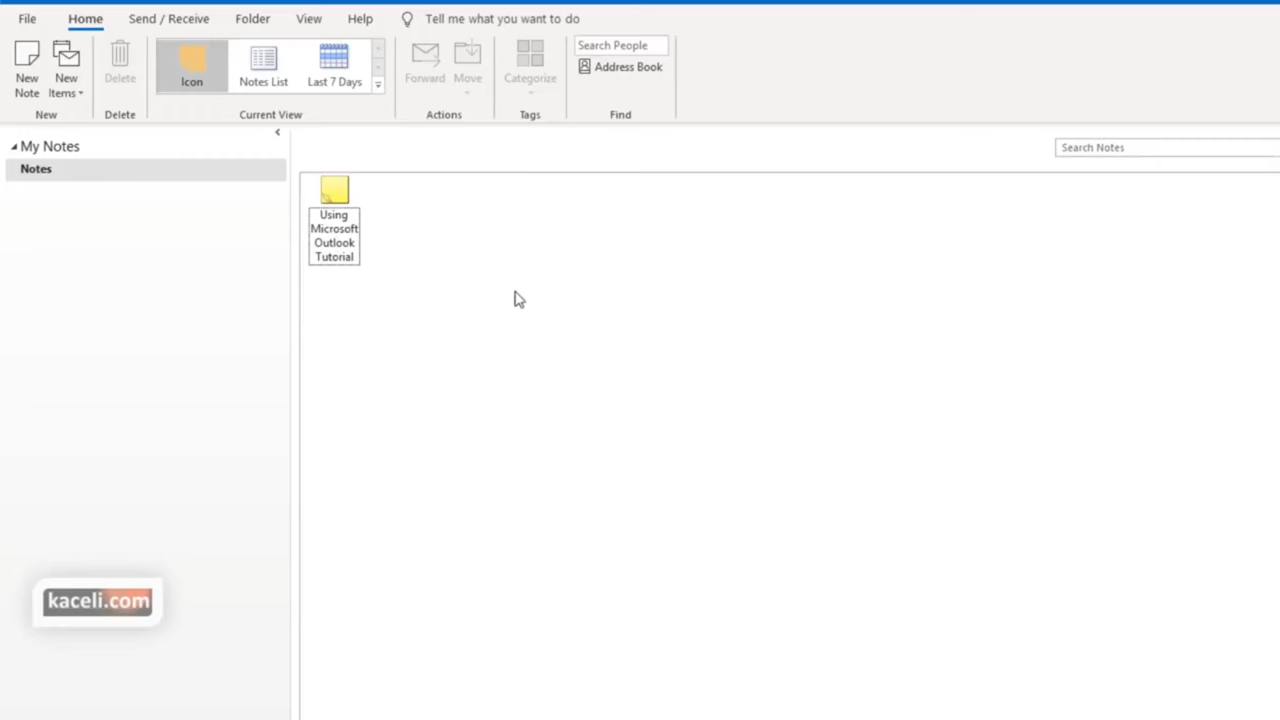 File Home Send / Receive Folder View Help Tell me what you want to do
New Note
New Items
Delete
Icon
Notes List
Last 7 Days
Forward
Move
Categorize
Search People
Address Book
New Delete Current View Actions Tags Find
My Notes
Notes
Search Notes
Using
Microsoft
Outlook
Tutorial
kaceli.com